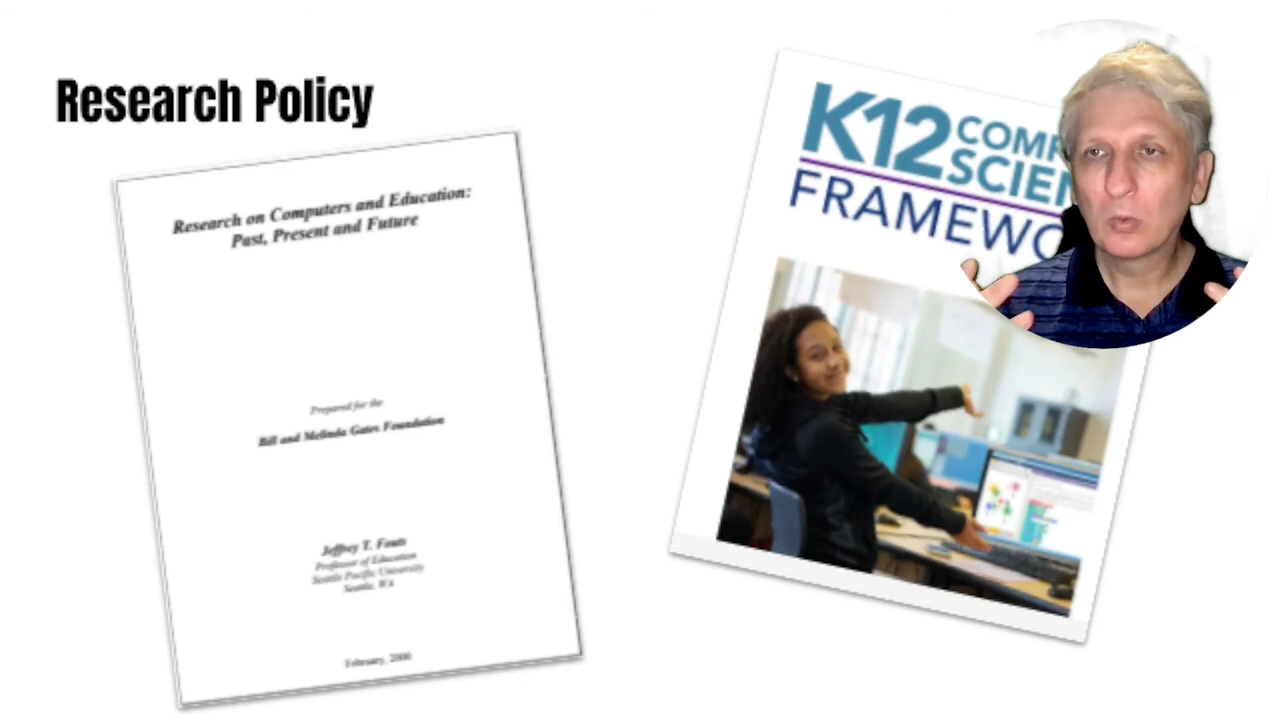 Research Policy
Research on Computers and Education:
Past, Present and Future
Prepared for the
Bill and Melinda Gates Foundation
Jeffrey T. Fouts
Professor of Education
Seattle Pacific University
Seattle, WA
February, 2000
K12 COMP
SCIEN
FRAMEWO